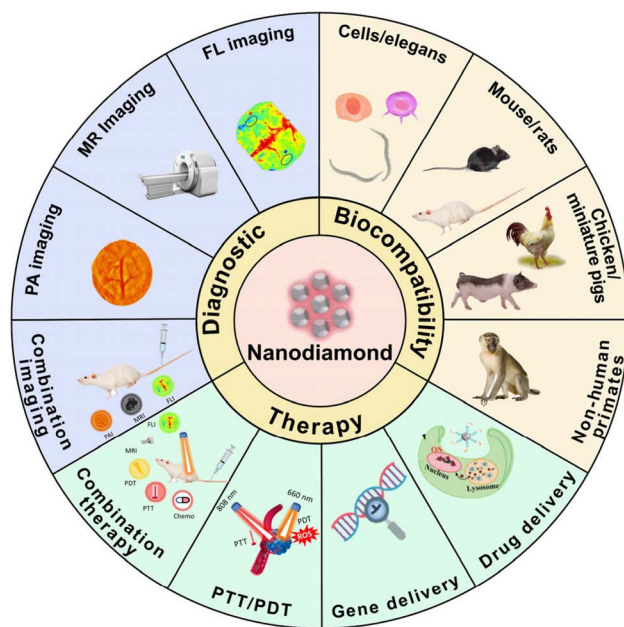 FL imaging
Cells/elegans
Mouse/rats
Chicken/
miniature pigs
Non-human
primates
Drug delivery
Gene delivery
PTT/PDT
Combination
therapy
Combination
imaging
PA imaging
MR Imaging
Diagnostic
Biocompatibility
Therapy
Nanodiamond
PAI
MRI
FLI
FLI
MRI
PDT
PTT
Chemo
808 nm
660 nm
PTT
PDT
ROS
Nucleus
Lysosome